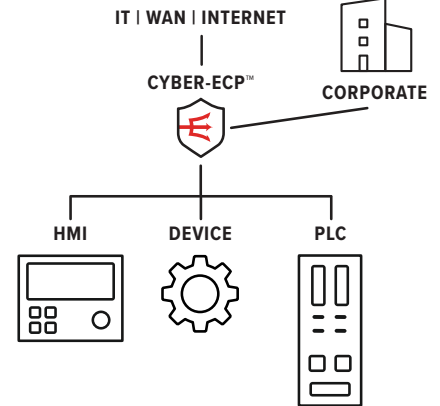 IT | WAN | INTERNET
CYBER-ECP™
CORPORATE
HMI
DEVICE
PLC